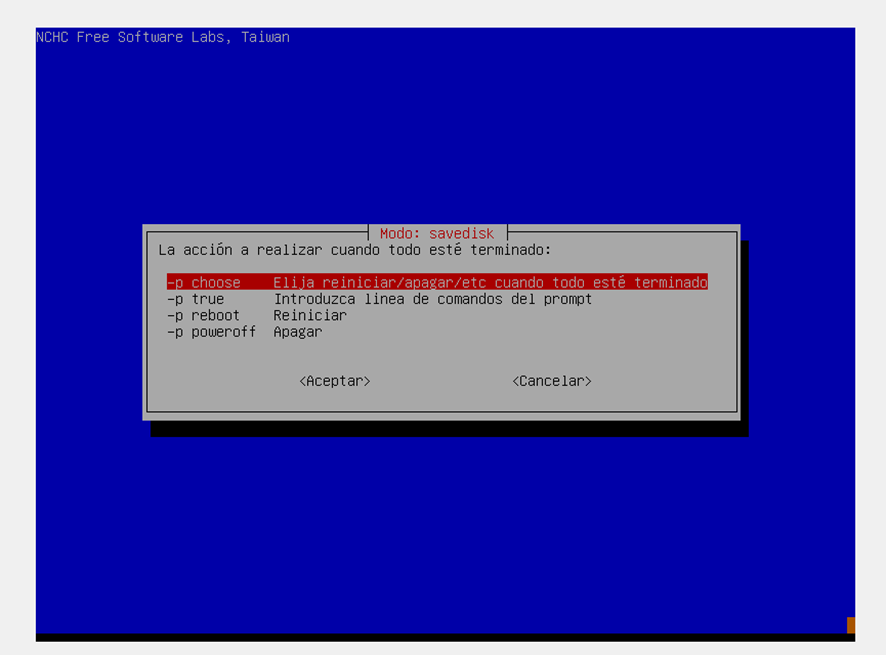 NCHC Free Software Labs, Taiwan
Modo: savedisk
La acción a realizar cuando todo esté terminado:
-p choose Elija reiniciar/apagar/etc cuando todo esté terminado
-p true Introduzca linea de comandos del prompt
-p reboot Reiniciar
-p poweroff Apagar
<Aceptar> <Cancelar>